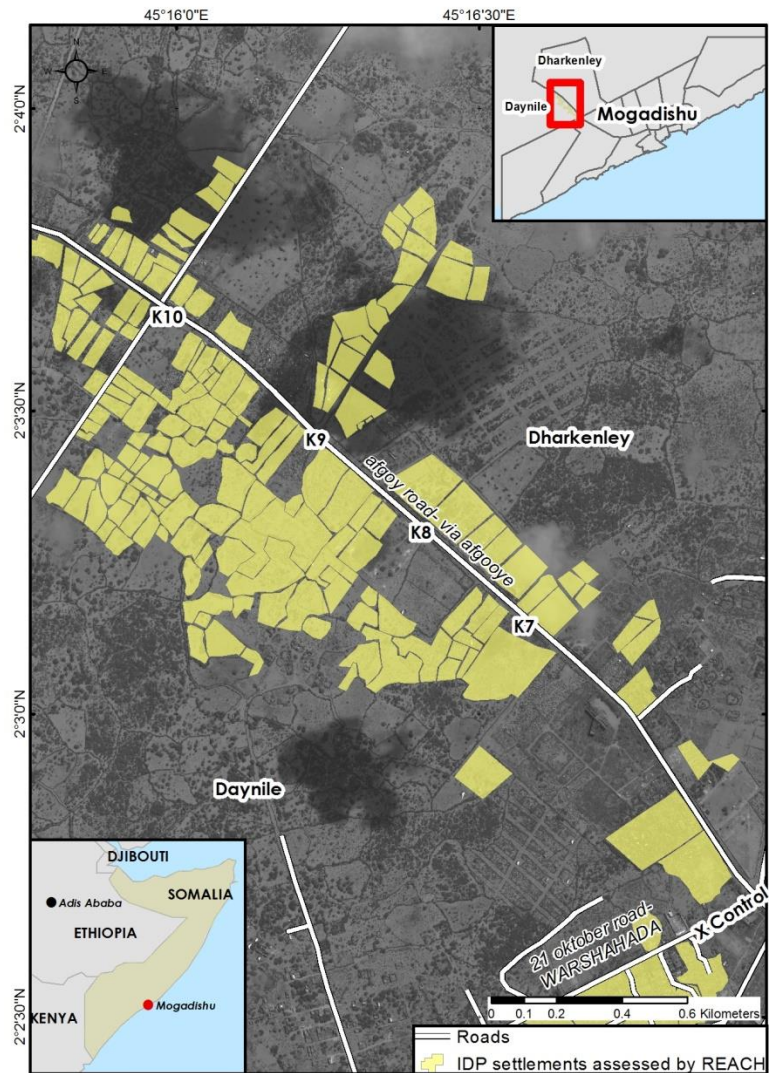 45°16'0"E
45°16'30"E
N
W
E
S
Dharkenley
Daynile
Mogadishu
2°4'0"N
K10
2°3'30"N
K9
Dharkenley
afgoy road- via afgooye
K8
K7
2°3'0"N
Daynile
DJIBOUTI
SOMALIA
Adis Ababa
ETHIOPIA
KENYA
Mogadishu
X-Control
21 oktober road-
WARSHAHADA
2°2'30"N
0 0.1 0.2 0.4 0.6 Kilometers
Roads
IDP settlements assessed by REACH